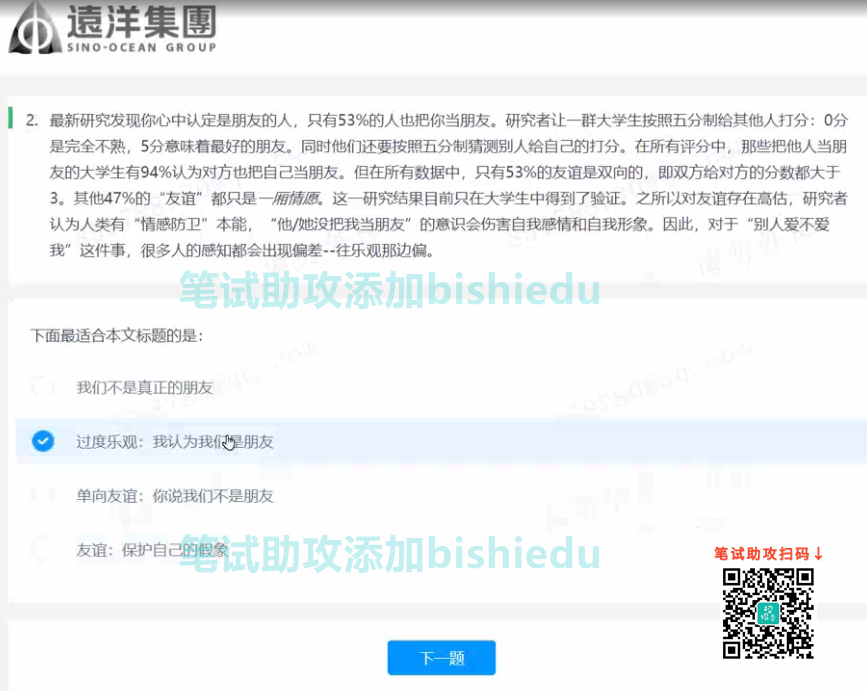 遠洋集團
SINO-OCEAN GROUP
2. 最新研究发现你心中认定是朋友的人，只有53%的人也把你当朋友。研究者让一群大学生按照五分制给其他人打分：0分
是完全不熟，5分意味着最好的朋友。同时他们还要按照五分制猜测别人给自己的打分。在所有评分中，那些把他人当朋
友的大学生有94%认为对方也把自己当朋友。但在所有数据中，只有53%的友谊是双向的，即双方给对方的分数都大于
3。其他47%的“友谊”都只是一厢情愿。这一研究结果目前只在大学生中得到了验证。之所以对友谊存在高估，研究者
认为人类有“情感防卫”本能，“他/她没把我当朋友”的意识会伤害自我感情和自我形象。因此，对于“别人爱不爱
我”这件事，很多人的感知都会出现偏差--往乐观那边偏。
笔试助攻添加bishiedu
下面最适合本文标题的是：
我们不是真正的朋友
过度乐观：我认为我们是朋友
单向友谊：你说我们不是朋友
友谊：保护自己的假象
笔试助攻添加bishiedu
笔试助攻扫码↓
下一题